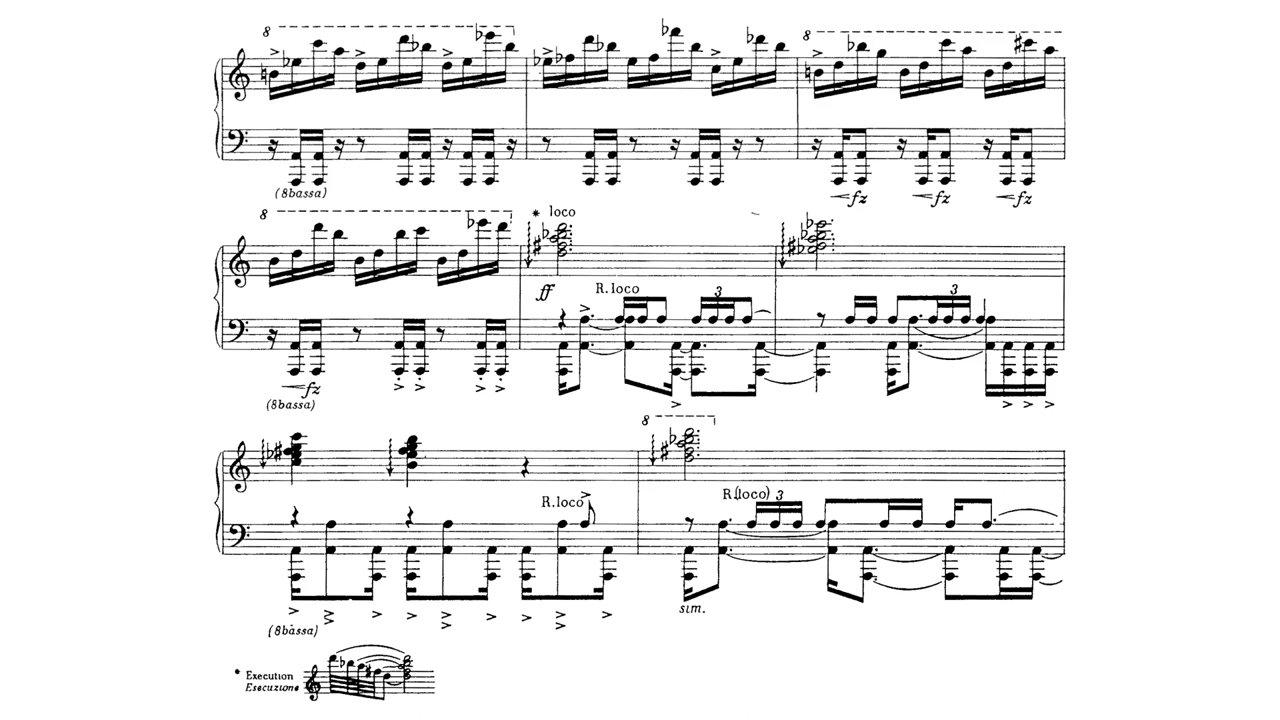 8
(8bassa)
8
fz fz fz
8
* loco
ff
R. loco
3
3
fz
(8bassa)
8
R. loco
R.(loco) 3
(8bassa)
sim.
* Execution
Esecuzione